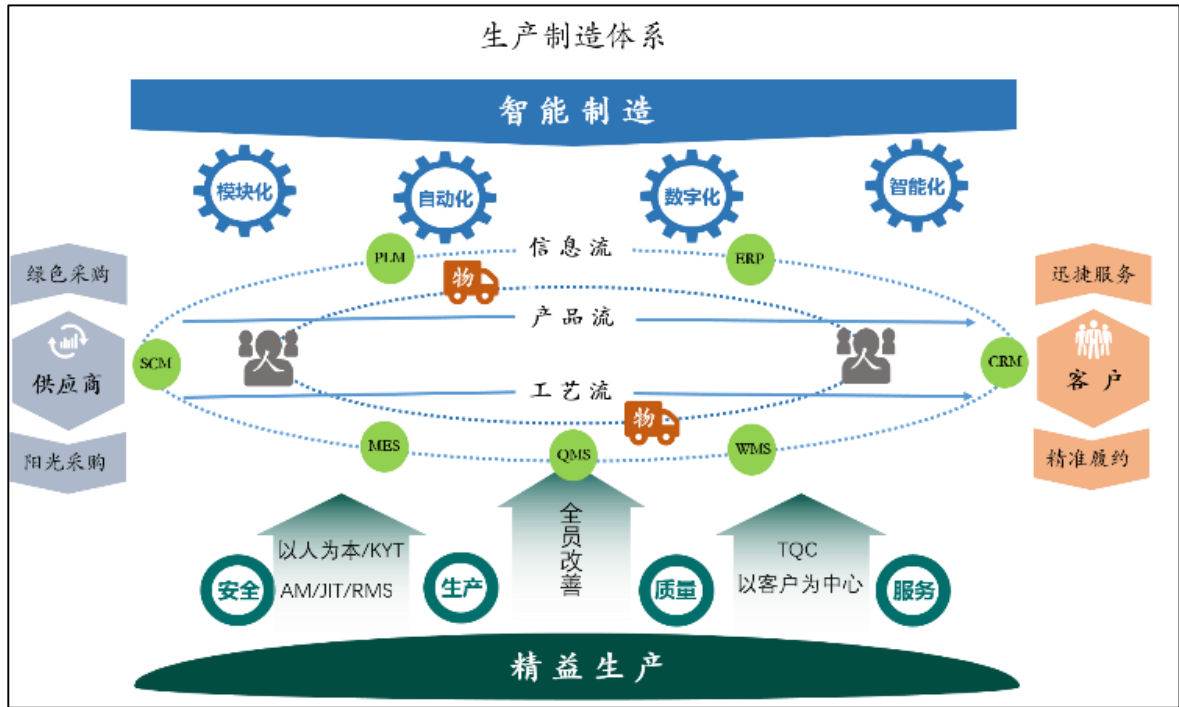 生产制造体系
智能制造
模块化
自动化
数字化
智能化
绿色采购
供应商
阳光采购
PLM
信息流
ERP
物
产品流
人
人
SCM
CRM
工艺流
物
MES
QMS
WMS
迅捷服务
客户
精准履约
安全
以人为本/KYT
AM/JIT/RMS
生产
全员改善
质量
TQC
以客户为中心
服务
精益生产